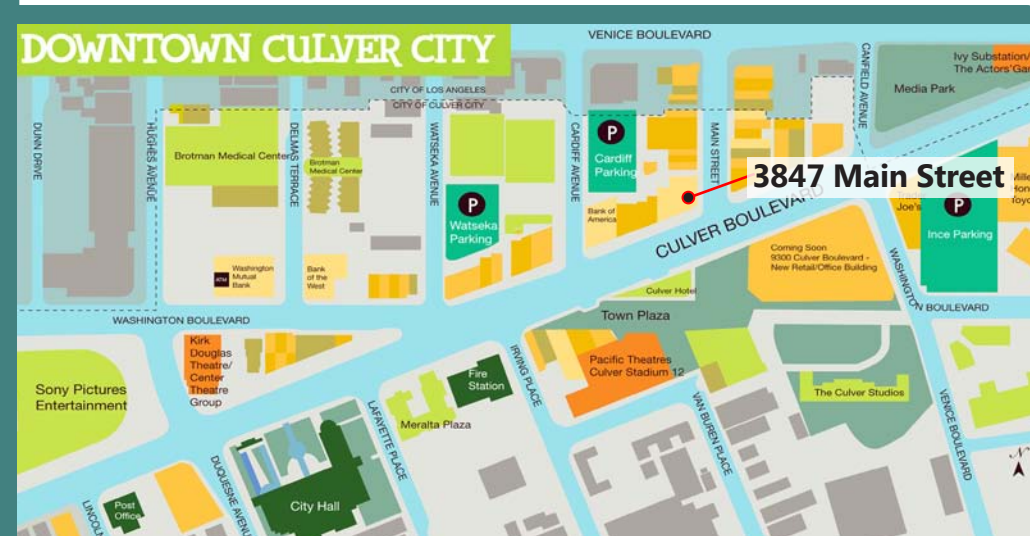 DOWNTOWN CULVER CITY
VENICE BOULEVARD
CITY OF LOS ANGELES
CITY OF CULVER CITY
DUNN DRIVE
HUGHES AVENUE
DELMAS TERRACE
WATSEKA AVENUE
CARDIFF AVENUE
MAIN STREET
CANFIELD AVENUE
Ivy Substation/
The Actors'
Media Park
Brotman Medical Center
Brotman
Medical Center
P
Cardiff
Parking
P
Watseka
Parking
3847 Main Street
Bank of
America
CULVER BOULEVARD
Joe's
P
Ince Parking
Coming Soon
9300 Culver Boulevard -
New Retail/Office Building
ATM
Washington
Mutual
Bank
Bank
of the
West
Culver Hotel
WASHINGTON BOULEVARD
WASHINGTON BOULEVARD
Town Plaza
Kirk
Douglas
Theatre/
Center
Theatre
Group
Sony Pictures
Entertainment
Fire
Station
IRVING PLACE
Pacific Theatres
Culver Stadium 12
The Culver Studios
VAN BUREN PLACE
VENICE BOULEVARD
LAFAYETTE PLACE
Meralta Plaza
DUQUESNE
City Hall
Post
Office
LINCOLN
N